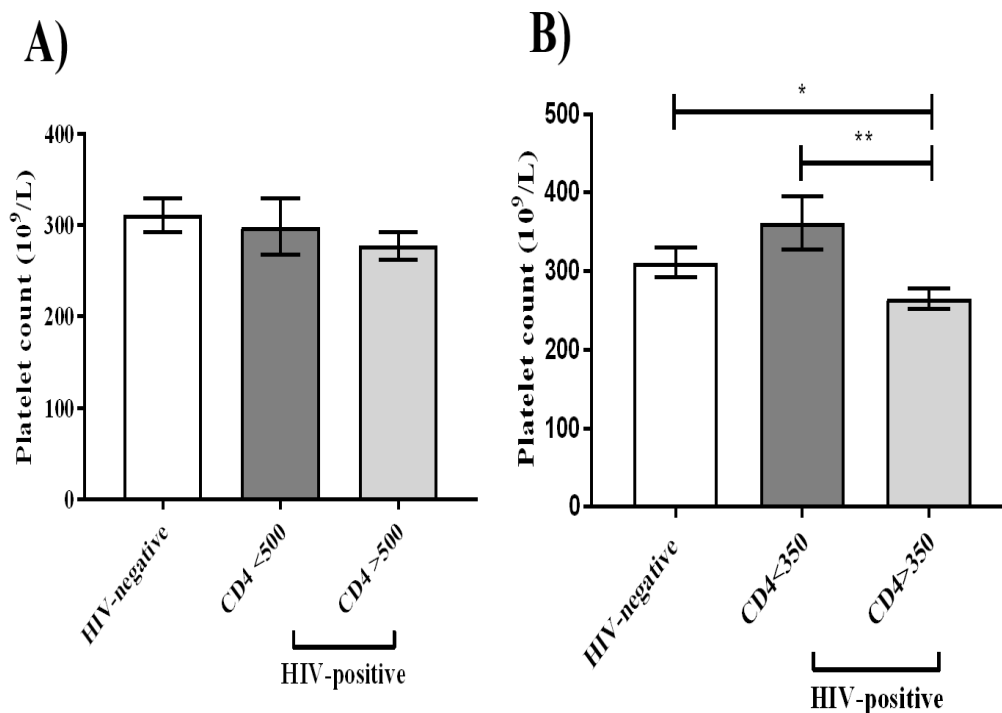 A)
Platelet count (10⁹/L)
400
300
200
100
0
HIV-negative
CD4 <500
CD4 >500
HIV-positive
B)
Platelet count (10⁹/L)
500
400
300
200
100
0
*
**
HIV-negative
CD4<350
CD4>350
HIV-positive